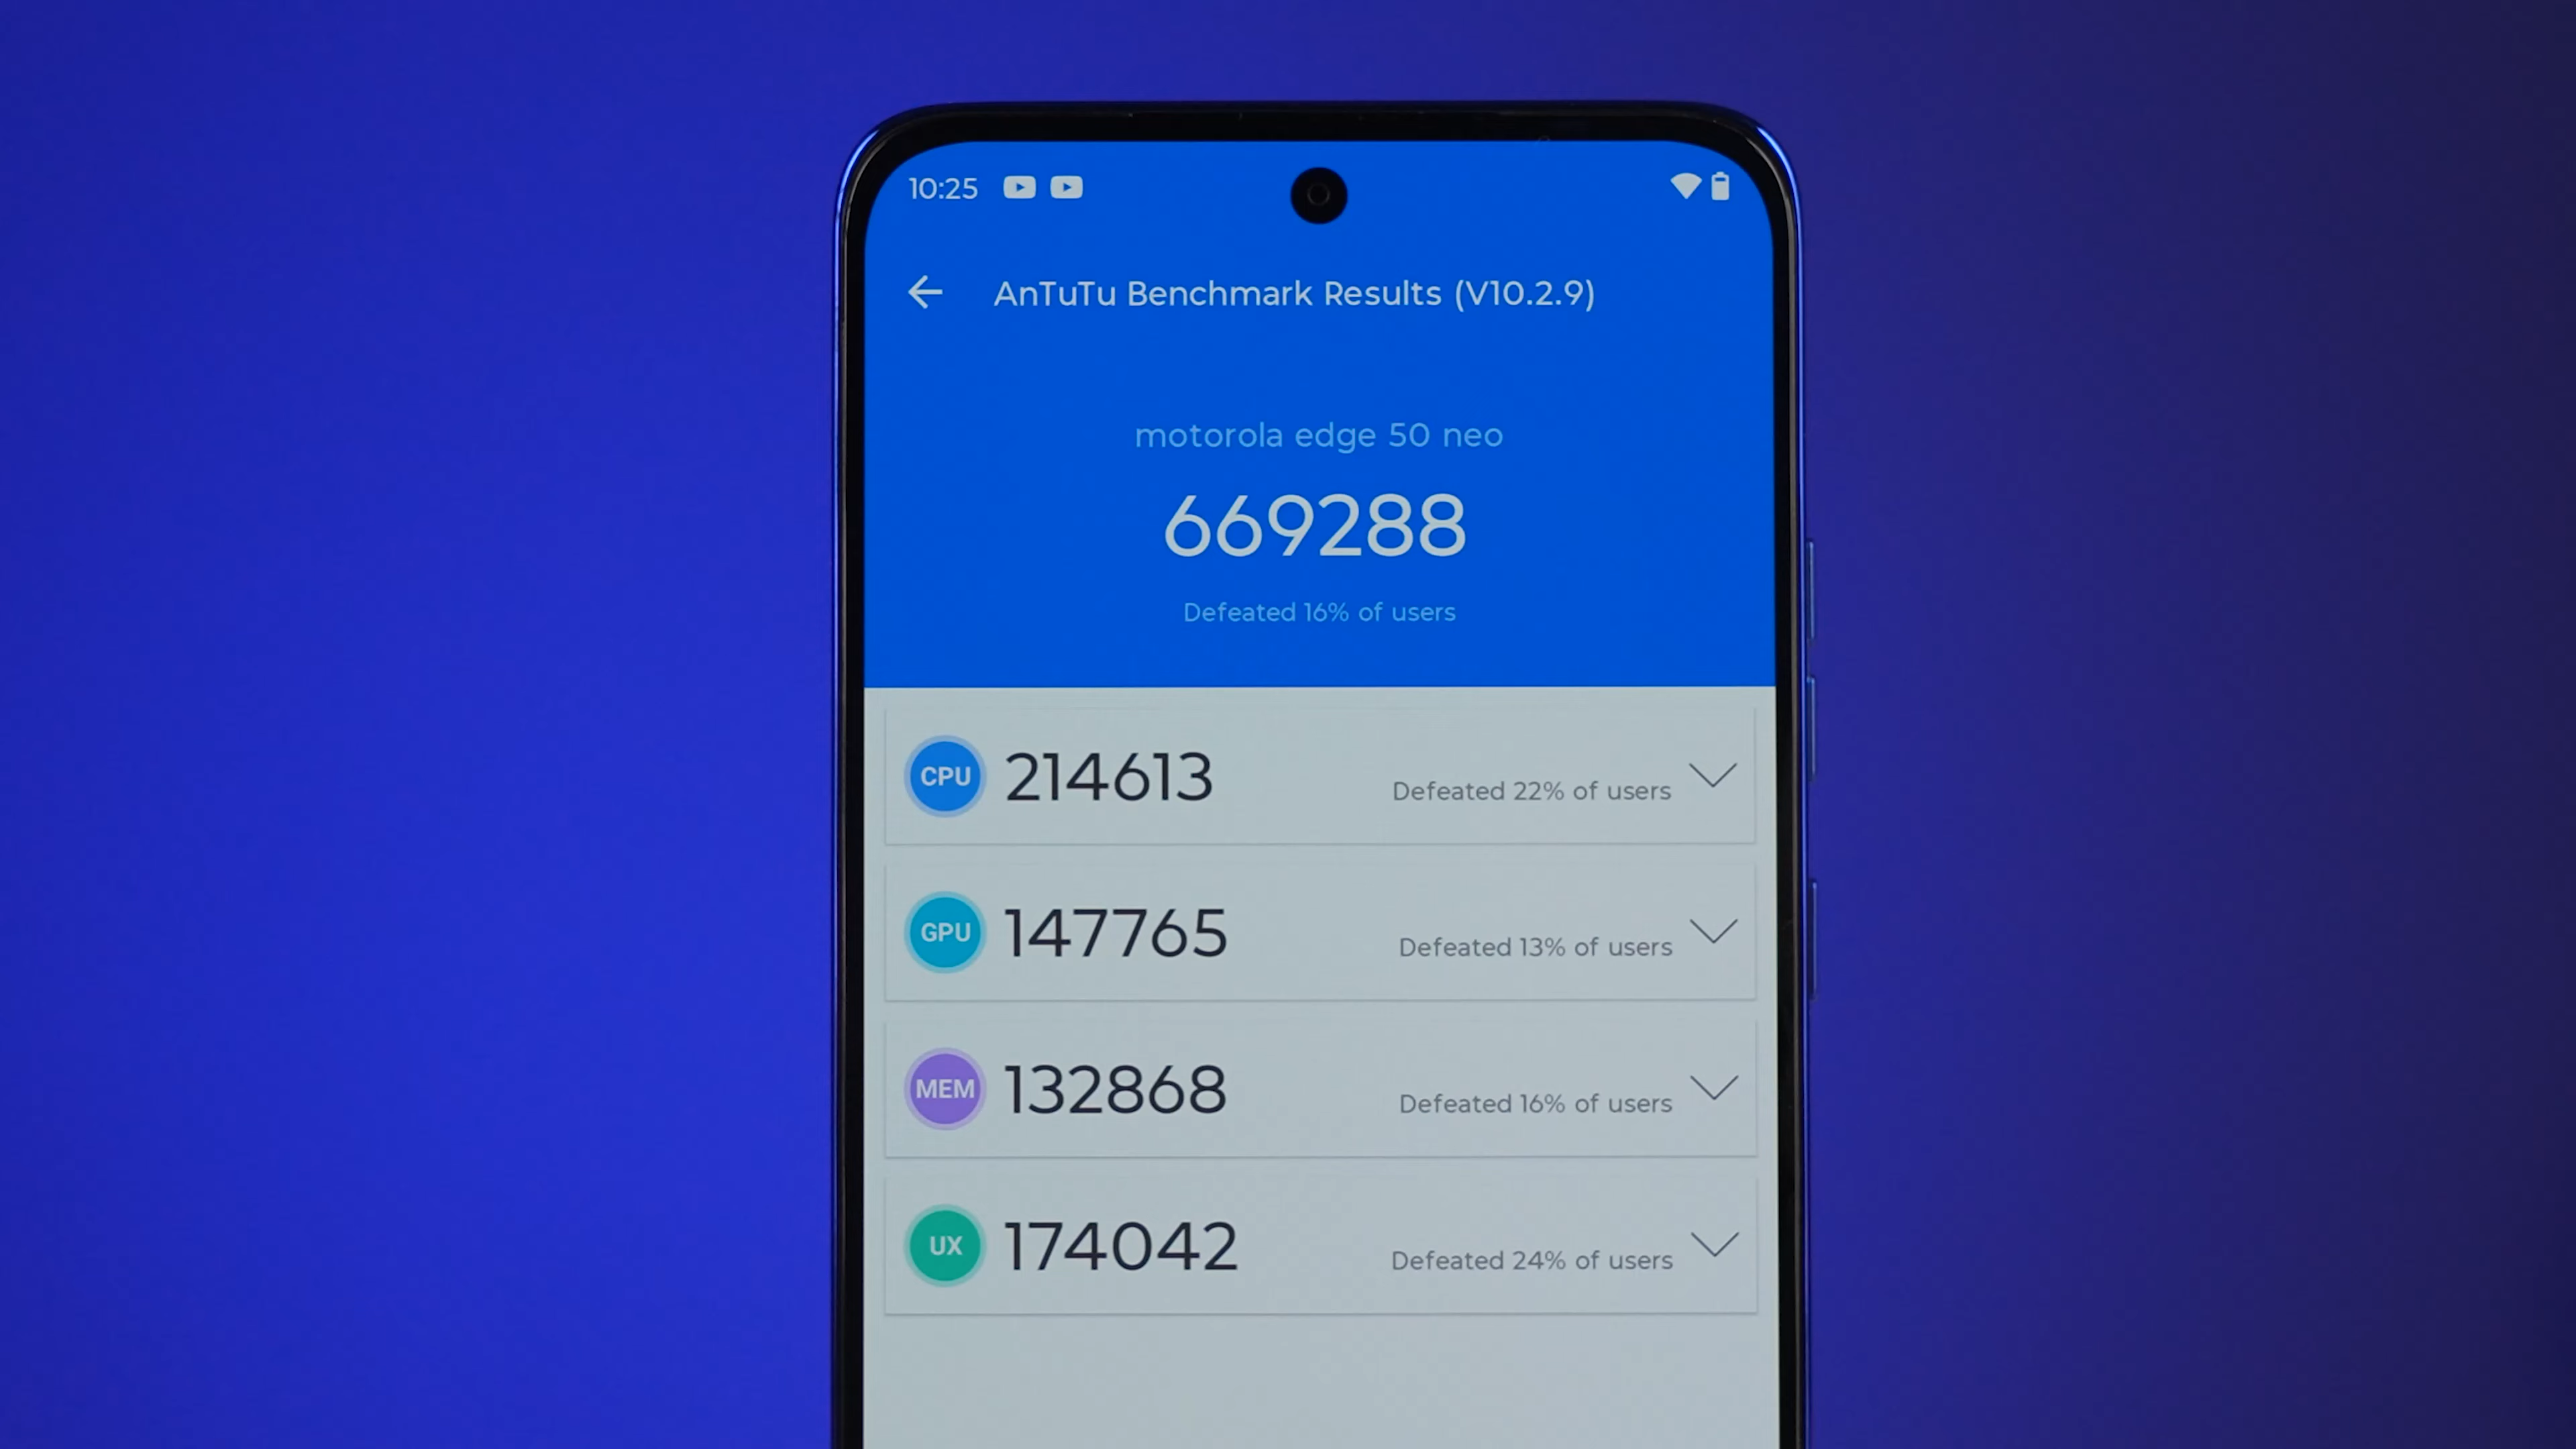 10:25
AnTuTu Benchmark Results (V10.2.9)
motorola edge 50 neo
669288
Defeated 16% of users
CPU 214613 Defeated 22% of users
GPU 147765 Defeated 13% of users
MEM 132868 Defeated 16% of users
UX 174042 Defeated 24% of users